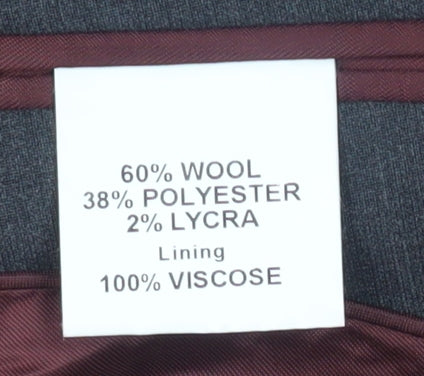 60% WOOL
38% POLYESTER
2% LYCRA
Lining
100% VISCOSE